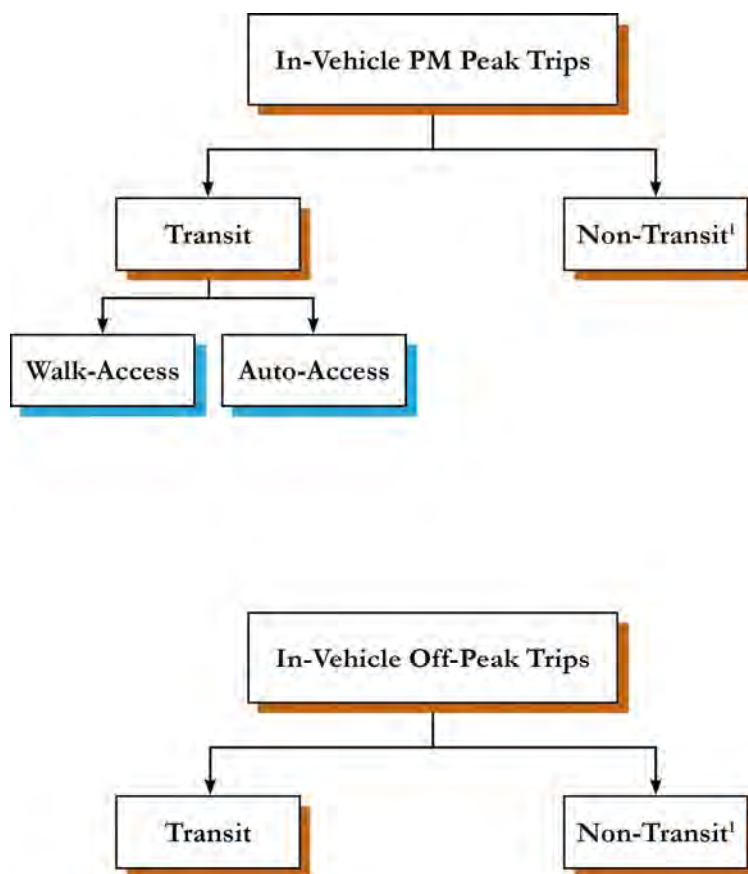 In-Vehicle PM Peak Trips
Transit
Non-Transit¹
Walk-Access
Auto-Access
In-Vehicle Off-Peak Trips
Transit
Non-Transit¹